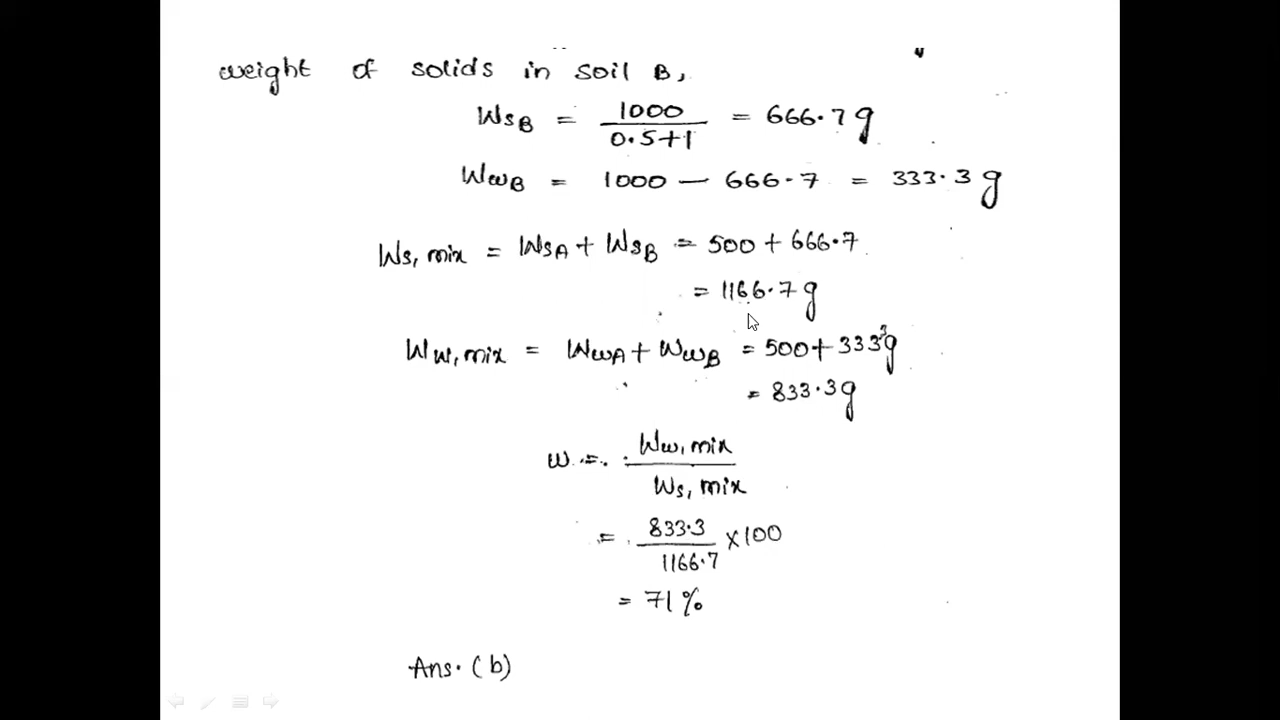 weight of solids in soil B,
WsB = 1000 / 0.5+1 = 666.7 g
WwB = 1000 — 666.7 = 333.3 g
Ws, mix = WsA + WsB = 500 + 666.7
= 1166.7 g
Ww, mix = WwA + WwB = 500 + 333.3 g
= 833.3 g
w = Ww, mix / Ws, mix
= 833.3 / 1166.7 × 100
= 71 %
Ans. (b)